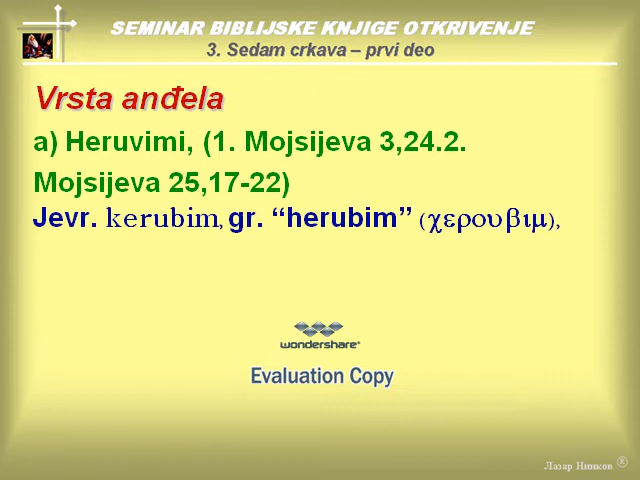 SEMINAR BIBLIJSKE KNJIGE OTKRIVENJE
3. Sedam crkava – prvi deo
Vrsta anđela
a) Heruvimi, (1. Mojsijeva 3,24.2.
Mojsijeva 25,17-22)
Jevr. kerubim, gr. “herubim” (χερουβιμ),
wondershare®
Evaluation Copy
Лазар Нинков ®